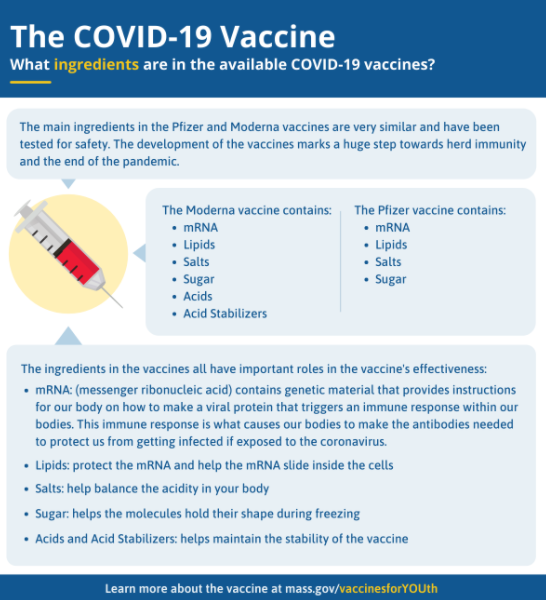 The COVID-19 Vaccine
What ingredients are in the available COVID-19 vaccines?
The main ingredients in the Pfizer and Moderna vaccines are very similar and have been
tested for safety. The development of the vaccines marks a huge step towards herd immunity
and the end of the pandemic.
The Moderna vaccine contains:
• mRNA
• Lipids
• Salts
• Sugar
• Acids
• Acid Stabilizers
The Pfizer vaccine contains:
• mRNA
• Lipids
• Salts
• Sugar
The ingredients in the vaccines all have important roles in the vaccine's effectiveness:
• mRNA: (messenger ribonucleic acid) contains genetic material that provides instructions
for our body on how to make a viral protein that triggers an immune response within our
bodies. This immune response is what causes our bodies to make the antibodies needed
to protect us from getting infected if exposed to the coronavirus.
• Lipids: protect the mRNA and help the mRNA slide inside the cells
• Salts: help balance the acidity in your body
• Sugar: helps the molecules hold their shape during freezing
• Acids and Acid Stabilizers: helps maintain the stability of the vaccine
Learn more about the vaccine at mass.gov/vaccinesforYOUth